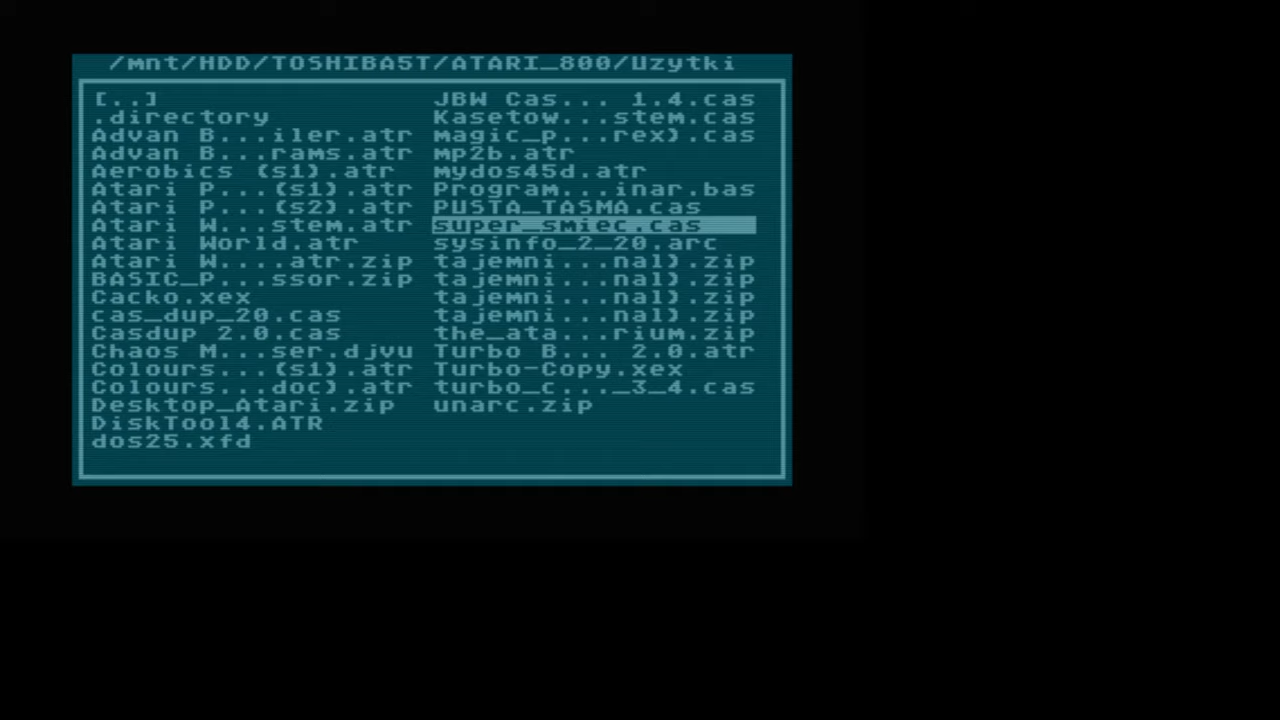 /mnt/HDD/TOSHIBA5T/ATARI_800/Uzytki
[..]
.directory
Advan B...iler.atr
Advan B...rams.atr
Aerobics (s1).atr
Atari P...(s1).atr
Atari P...(s2).atr
Atari W...stem.atr
Atari World.atr
Atari W....atr.zip
BASIC_P...ssor.zip
Cacko.xex
cas_dup_20.cas
Casdup 2.0.cas
Chaos M...ser.djvu
Colours...(s1).atr
Colours...doc).atr
Desktop_Atari.zip
DiskTool4.ATR
dos25.xfd
JBW Cas... 1.4.cas
Kasetow...stem.cas
magic_p...rex).cas
mp2b.atr
mydos45d.atr
Program...inar.bas
PUSTA_TASMA.cas
super_smiec.cas
sysinfo_2_20.arc
tajemni...nal).zip
tajemni...nal).zip
tajemni...nal).zip
tajemni...nal).zip
the_ata...rium.zip
Turbo B... 2.0.atr
Turbo-Copy.xex
turbo_c..._3_4.cas
unarc.zip